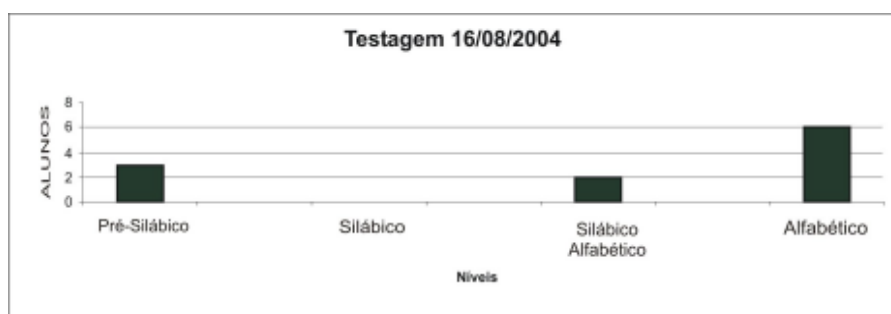 Testagem 16/08/2004
ALUNOS
8
6
4
2
0
Pré-Silábico
Silábico
Silábico
Alfabético
Alfabético
Níveis